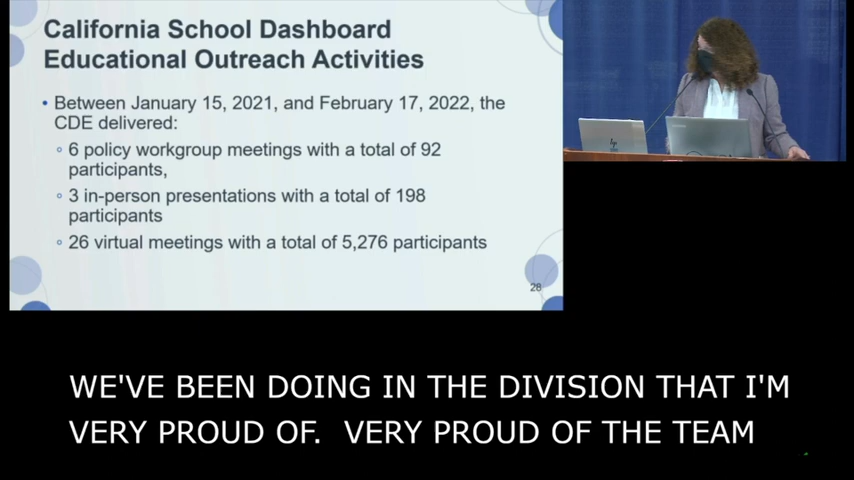 California School Dashboard
Educational Outreach Activities
• Between January 15, 2021, and February 17, 2022, the
CDE delivered:
◦ 6 policy workgroup meetings with a total of 92
participants,
◦ 3 in-person presentations with a total of 198
participants
◦ 26 virtual meetings with a total of 5,276 participants
28
hp
WE'VE BEEN DOING IN THE DIVISION THAT I'M
VERY PROUD OF.  VERY PROUD OF THE TEAM